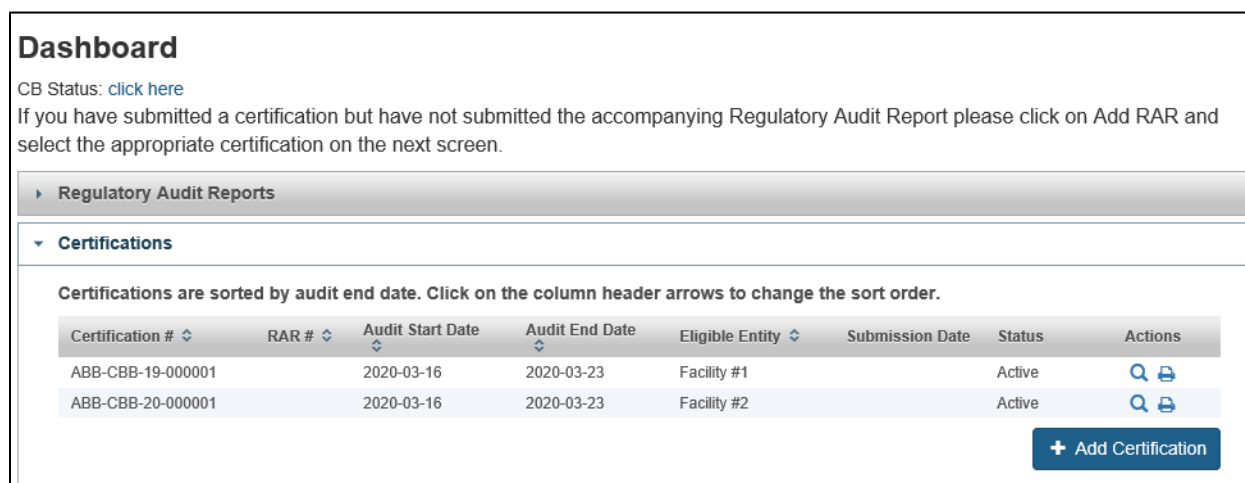 Dashboard
CB Status: click here
If you have submitted a certification but have not submitted the accompanying Regulatory Audit Report please click on Add RAR and
select the appropriate certification on the next screen.
Regulatory Audit Reports
Certifications
Certifications are sorted by audit end date. Click on the column header arrows to change the sort order.
Certification # RAR # Audit Start Date Audit End Date Eligible Entity Submission Date Status Actions
ABB-CBB-19-000001 2020-03-16 2020-03-23 Facility #1 Active
ABB-CBB-20-000001 2020-03-16 2020-03-23 Facility #2 Active
+ Add Certification